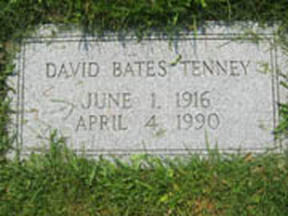 DAVID BATES TENNEY
JUNE 1, 1916
APRIL 4, 1990